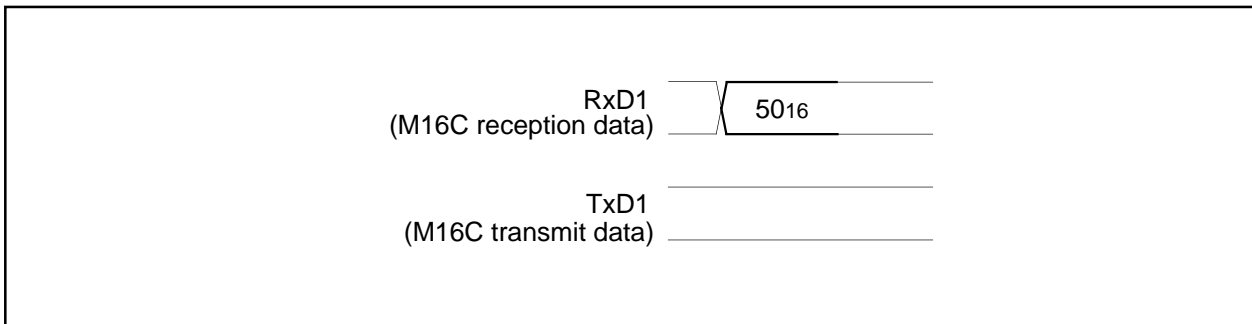 RxD1
(M16C reception data)
5016
TxD1
(M16C transmit data)